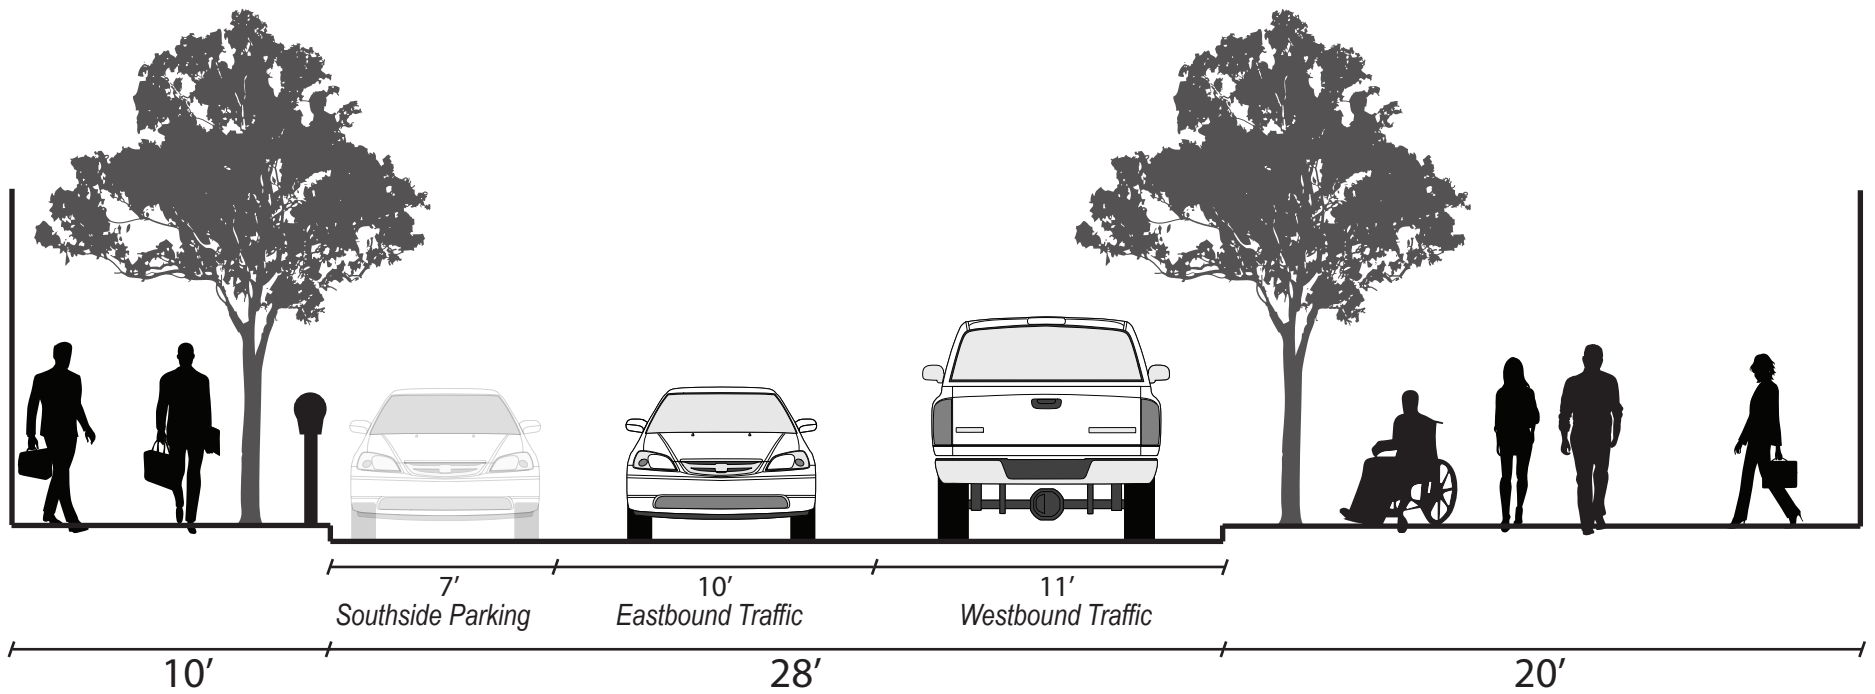 7′ 10′ 11′
Southside Parking Eastbound Traffic Westbound Traffic
10′ 28′ 20′